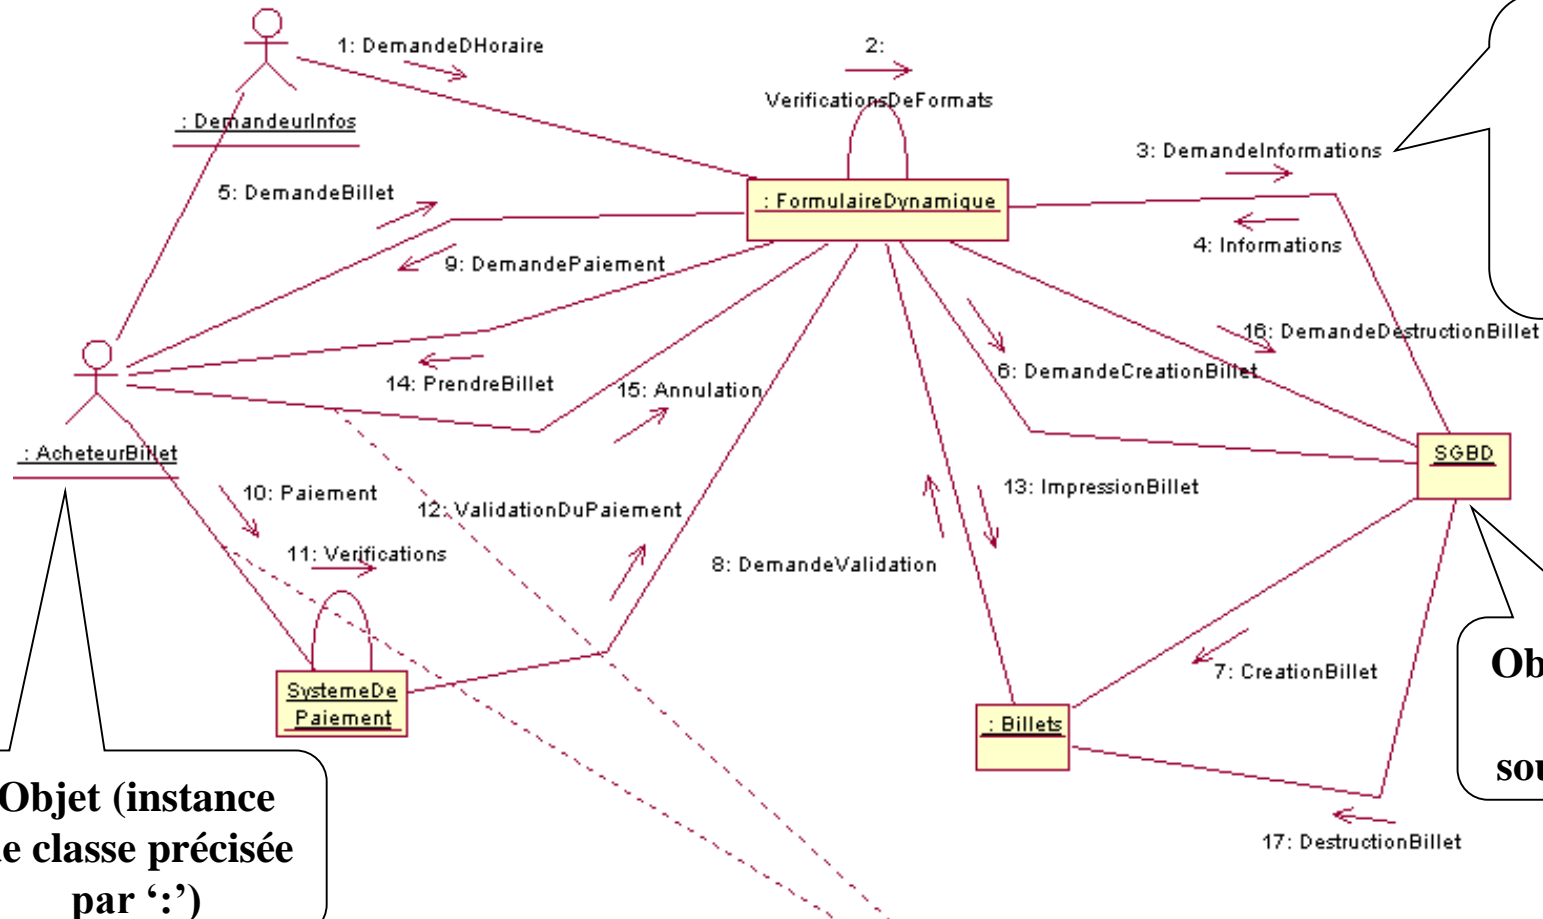 1: DemandeDHoraire
2:
VerificationsDeFormats
: DemandeurInfos
3: DemandeInformations
5: DemandeBillet
: FormulaireDynamique
4: Informations
9: DemandePaiement
16: DemandeDestructionBillet
14: PrendreBillet
15: Annulation
6: DemandeCreationBillet
: AcheteurBillet
SGBD
10: Paiement
12: ValidationDuPaiement
13: ImpressionBillet
11: Verifications
8: DemandeValidation
7: CreationBillet
SystemeDe
Paiement
: Billets
17: DestructionBillet
Objet (instance
de classe précisée
par ‘:’)
Ob
sou